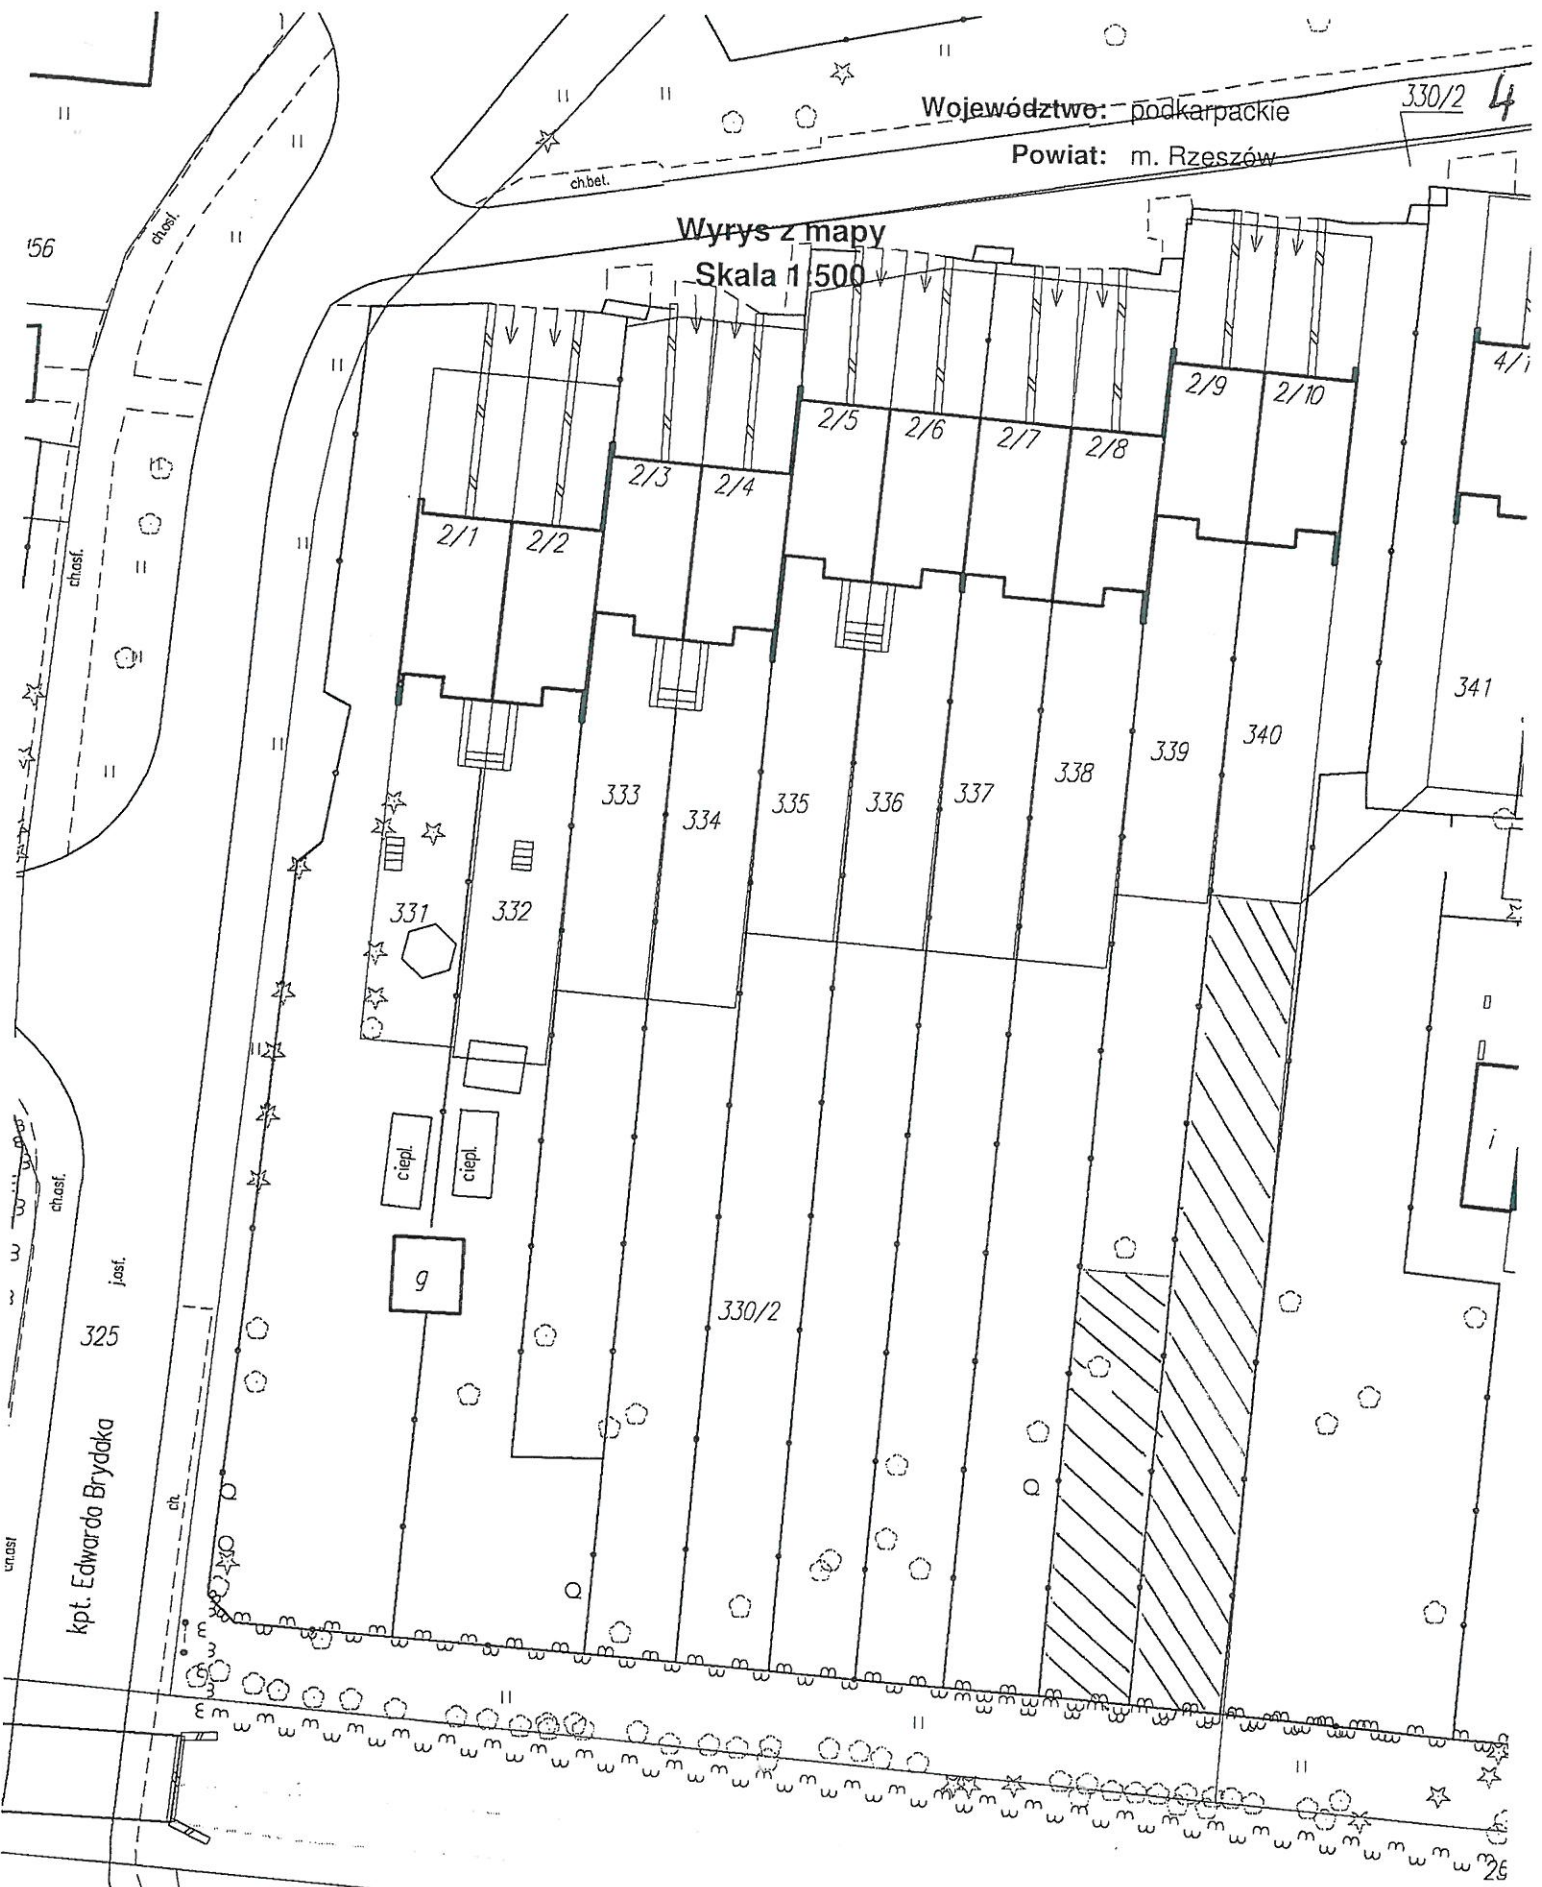 330/2 4
Województwo: podkarpackie
Powiat: m. Rzeszów
ch.bet.
ch.asf.
Wyrys z mapy
Skala 1:500
2/9
2/10
2/5
2/6
2/7
2/8
2/3
2/4
2/1
2/2
ch.asf.
341
340
339
338
337
336
335
334
333
332
331
ciepl.
ciepl.
i
ch.asf.
g
j.asf.
330/2
325
ch.
kpt. Edwarda Brydaka